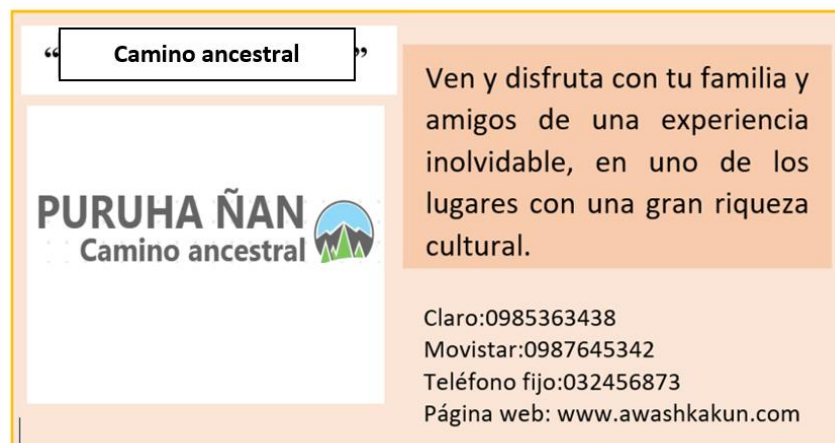 “Camino ancestral”
PURUHA ÑAN
Camino ancestral
Ven y disfruta con tu familia y
amigos de una experiencia
inolvidable, en uno de los
lugares con una gran riqueza
cultural.
Claro:0985363438
Movistar:0987645342
Teléfono fijo:032456873
Página web: www.awashkakun.com